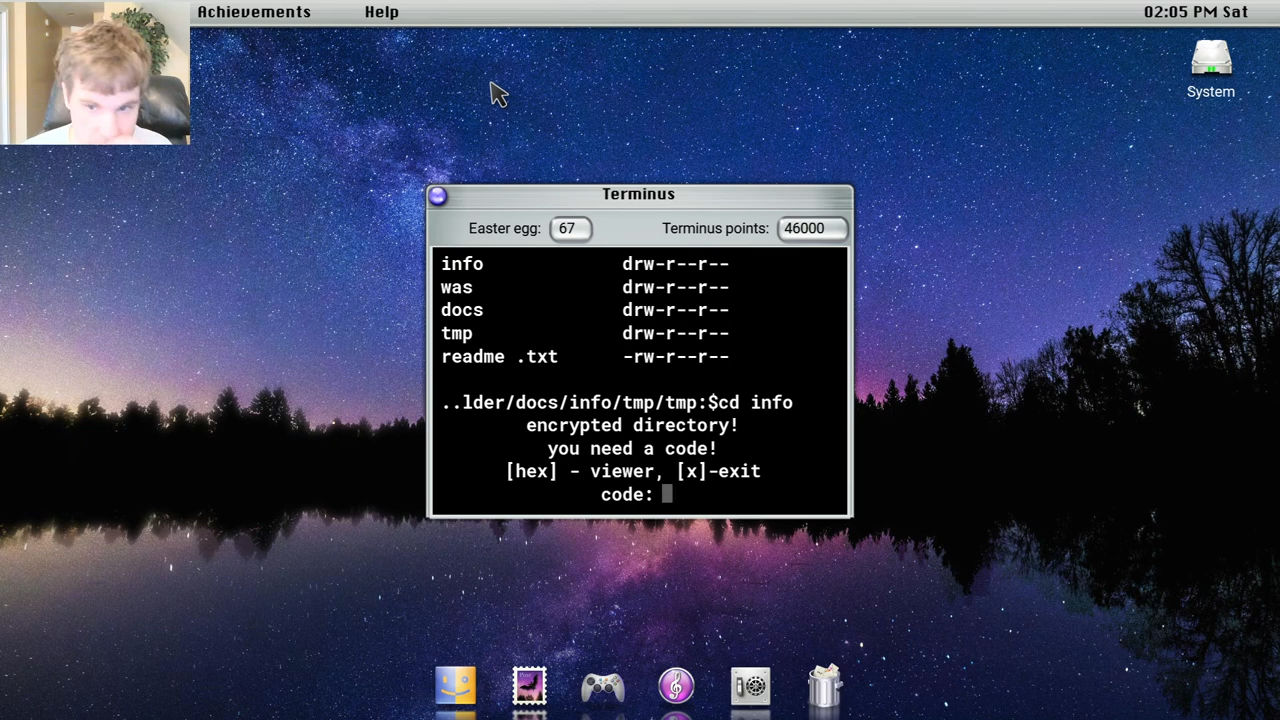 Achievements Help 02:05 PM Sat
System
Terminus
Easter egg: 67 Terminus points: 46000
info drw-r--r--
was drw-r--r--
docs drw-r--r--
tmp drw-r--r--
readme .txt -rw-r--r--
..lder/docs/info/tmp/tmp:$cd info
encrypted directory!
you need a code!
[hex] - viewer, [x]-exit
code: